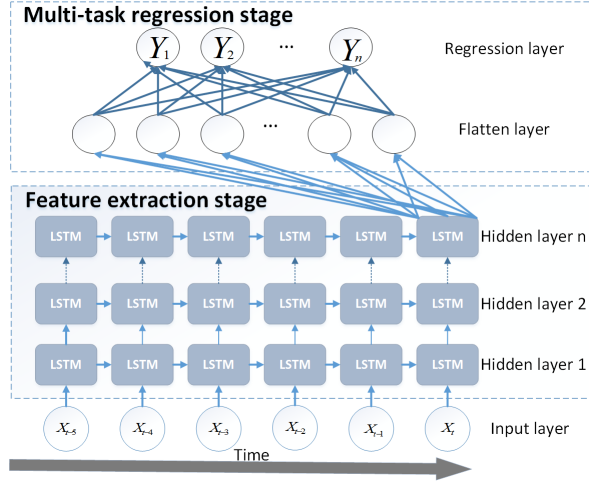 Multi-task regression stage
Y1 Y2 ... Yn Regression layer
... Flatten layer
Feature extraction stage
LSTM LSTM LSTM LSTM LSTM LSTM Hidden layer n
LSTM LSTM LSTM LSTM LSTM LSTM Hidden layer 2
LSTM LSTM LSTM LSTM LSTM LSTM Hidden layer 1
Xt-5 Xt-4 Xt-3 Xt-2 Xt-1 Xt Input layer
Time